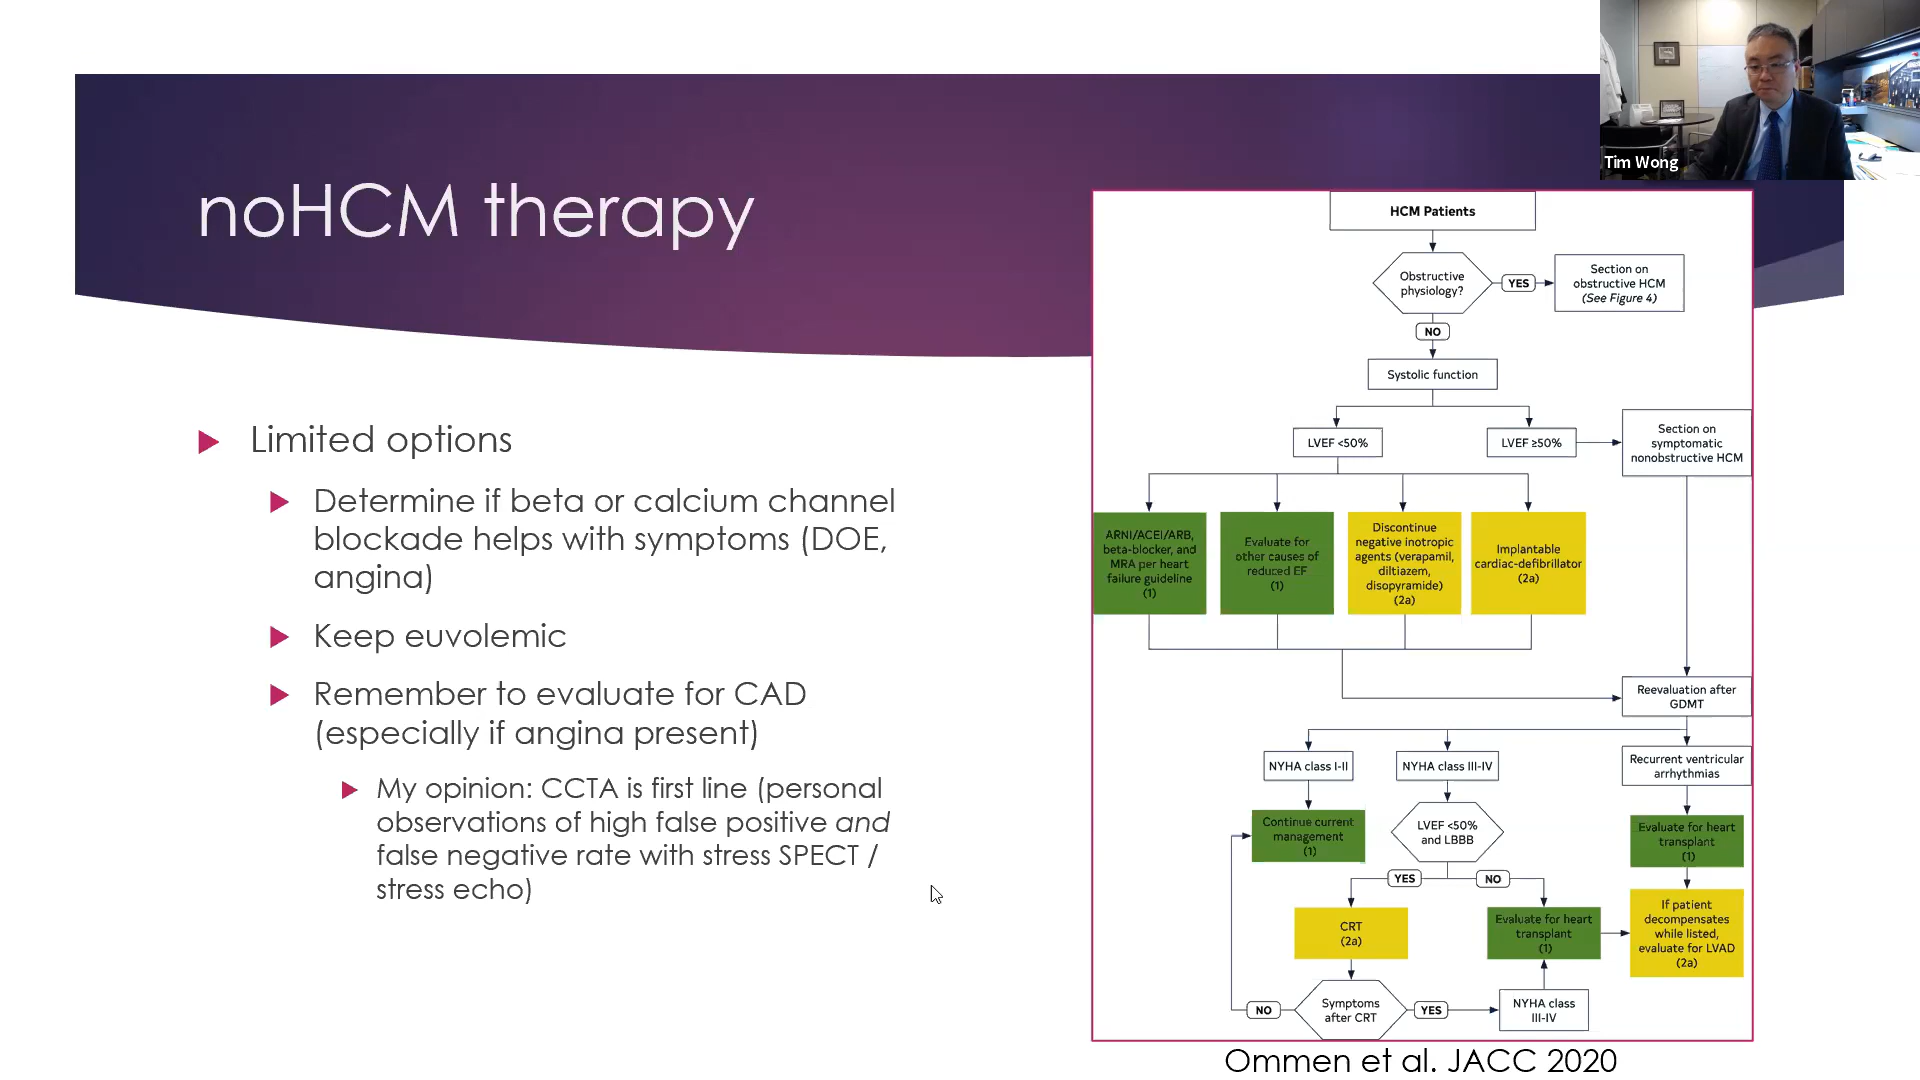 Tim Wong
noHCM therapy
Limited options
Determine if beta or calcium channel
blockade helps with symptoms (DOE,
angina)
Keep euvolemic
Remember to evaluate for CAD
(especially if angina present)
My opinion: CCTA is first line (personal
observations of high false positive and
false negative rate with stress SPECT /
stress echo)
HCM Patients
Obstructive
physiology?
YES
Section on
obstructive HCM
(See Figure 4)
NO
Systolic function
LVEF <50%
LVEF ≥50%
Section on
symptomatic
nonobstructive HCM
ARNI/ACEI/ARB,
beta-blocker, and
MRA per heart
failure guideline
(1)
Evaluate for
other causes of
reduced EF
(1)
Discontinue
negative inotropic
agents (verapamil,
diltiazem,
disopyramide)
(2a)
Implantable
cardiac-defibrillator
(2a)
Reevaluation after
GDMT
NYHA class I-II
NYHA class III-IV
Recurrent ventricular
arrhythmias
Continue current
management
(1)
LVEF <50%
and LBBB
Evaluate for heart
transplant
(1)
YES
NO
CRT
(2a)
Evaluate for heart
transplant
(1)
If patient
decompensates
while listed,
evaluate for LVAD
(2a)
NO
Symptoms
after CRT
YES
NYHA class
III-IV
Ommen et al. JACC 2020